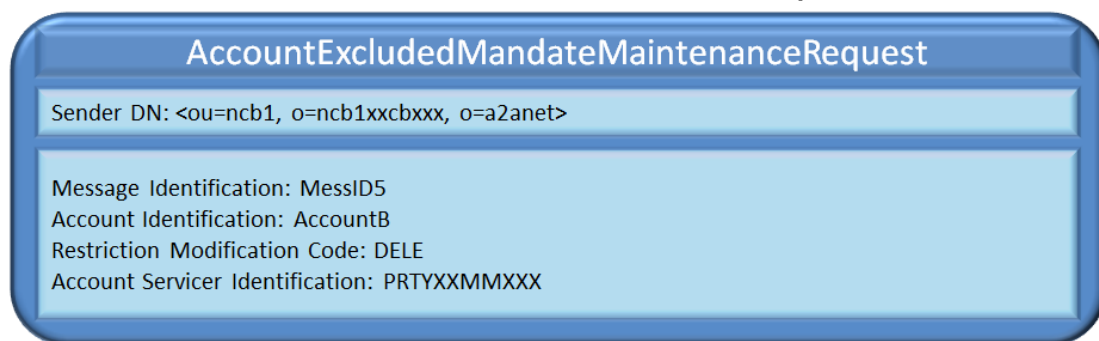 AccountExcludedMandateMaintenanceRequest
Sender DN: <ou=ncb1, o=ncb1xxcbxxx, o=a2anet>
Message Identification: MessID5
Account Identification: AccountB
Restriction Modification Code: DELE
Account Servicer Identification: PRTYXXMMXXX